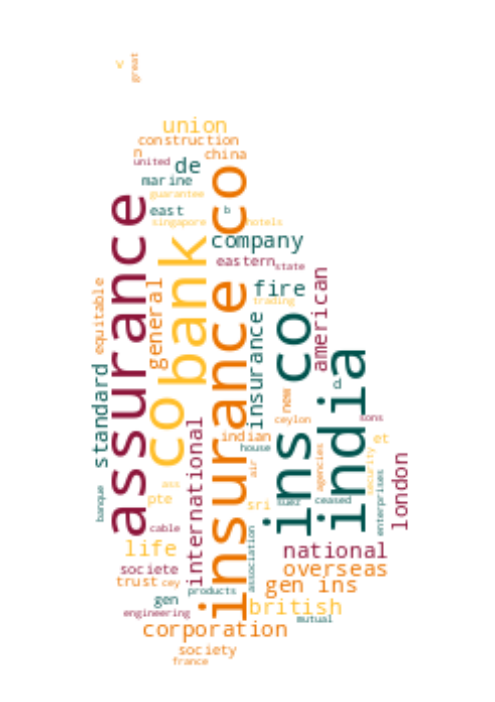 v
great
union
construction
n
china
united
de
marine
guarantee
co
assurance
east
b
singapore
hotels
company
bank
eastern
state
american
equitable
general
fire
trading
insurance
insurance
ins co
india
d
standard
co
new
ceylon
sons
indian
house
et
international
air
agencies
security
london
ass
banque
pte
sri
suez
ceased
enterprises
cable
association
life
national
societe
overseas
trust
cey
gen ins
products
gen
british
engineering
mutual
corporation
society
france